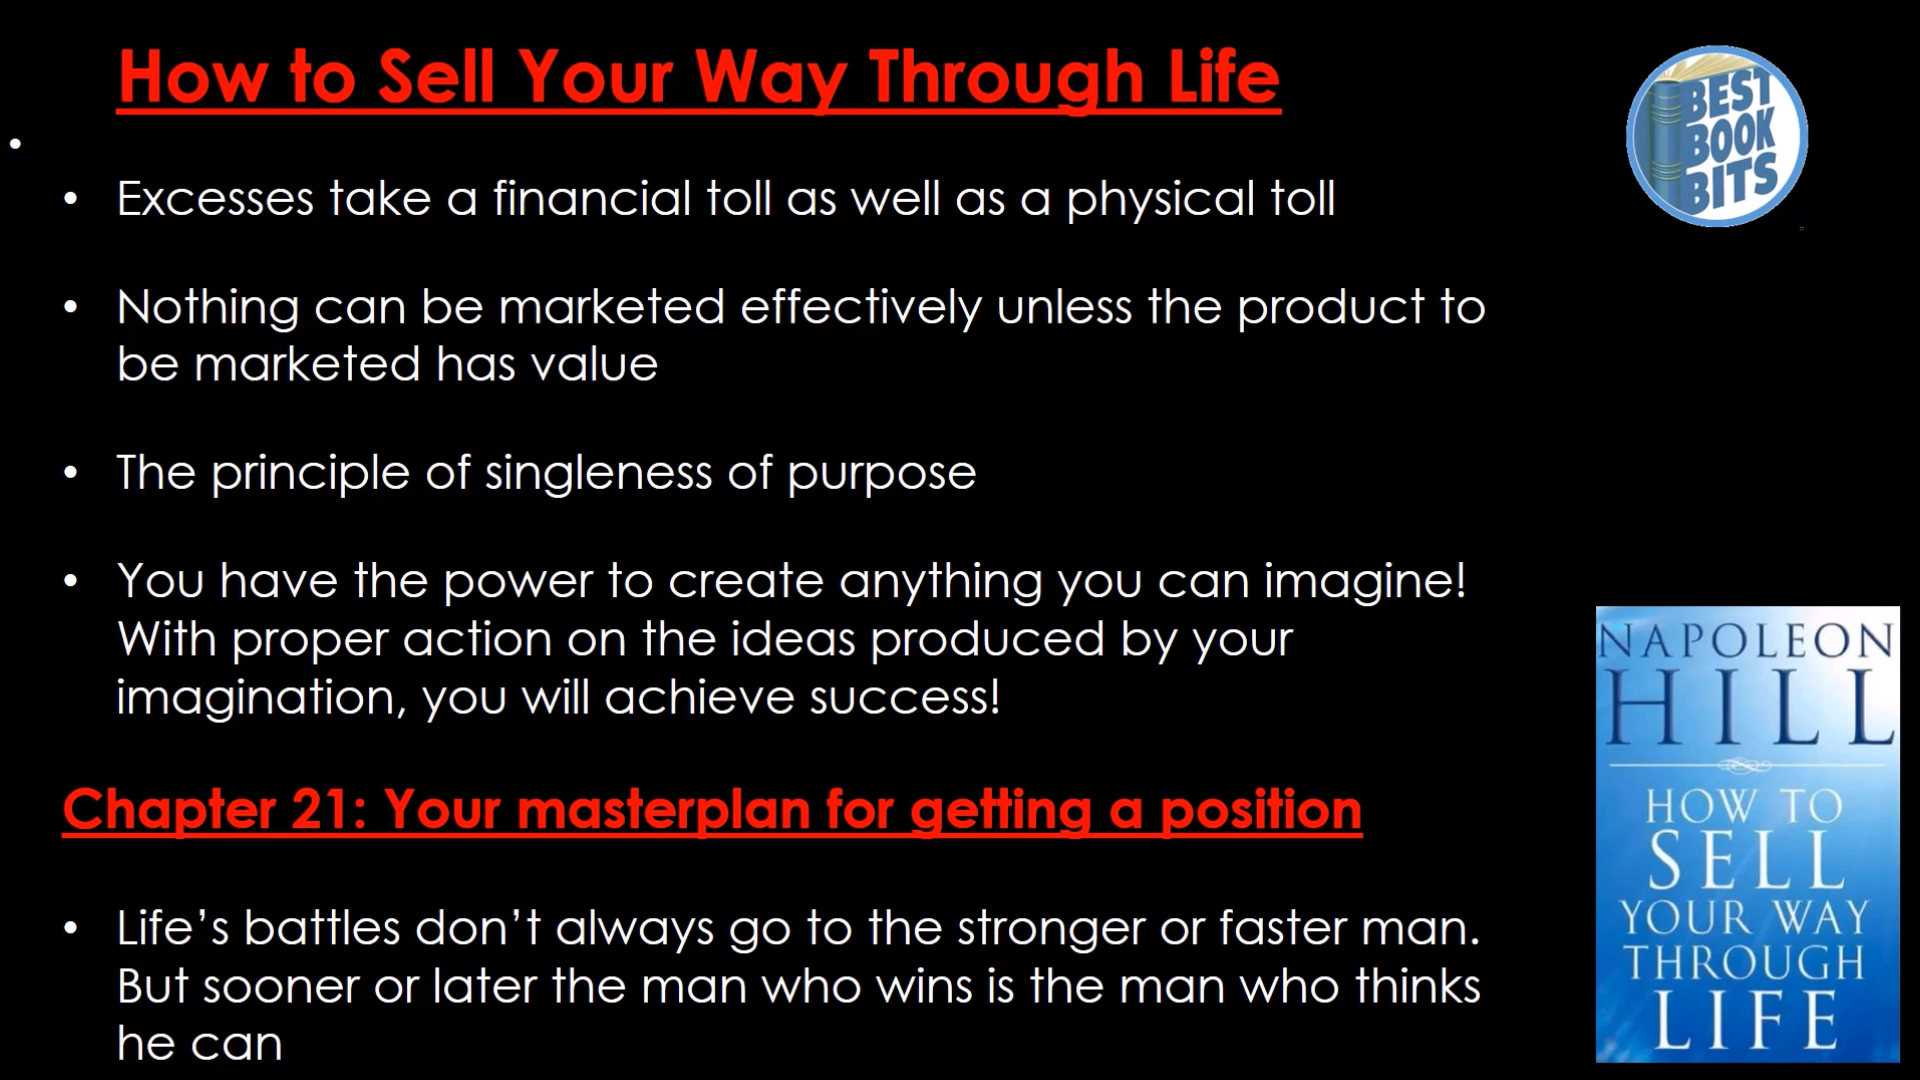 How to Sell Your Way Through Life
•
• Excesses take a financial toll as well as a physical toll
• Nothing can be marketed effectively unless the product to
be marketed has value
• The principle of singleness of purpose
• You have the power to create anything you can imagine!
With proper action on the ideas produced by your
imagination, you will achieve success!
Chapter 21: Your masterplan for getting a position
• Life’s battles don’t always go to the stronger or faster man.
But sooner or later the man who wins is the man who thinks
he can
BEST
BOOK
BITS
NAPOLEON
HILL
HOW TO
SELL
YOUR WAY
THROUGH
LIFE